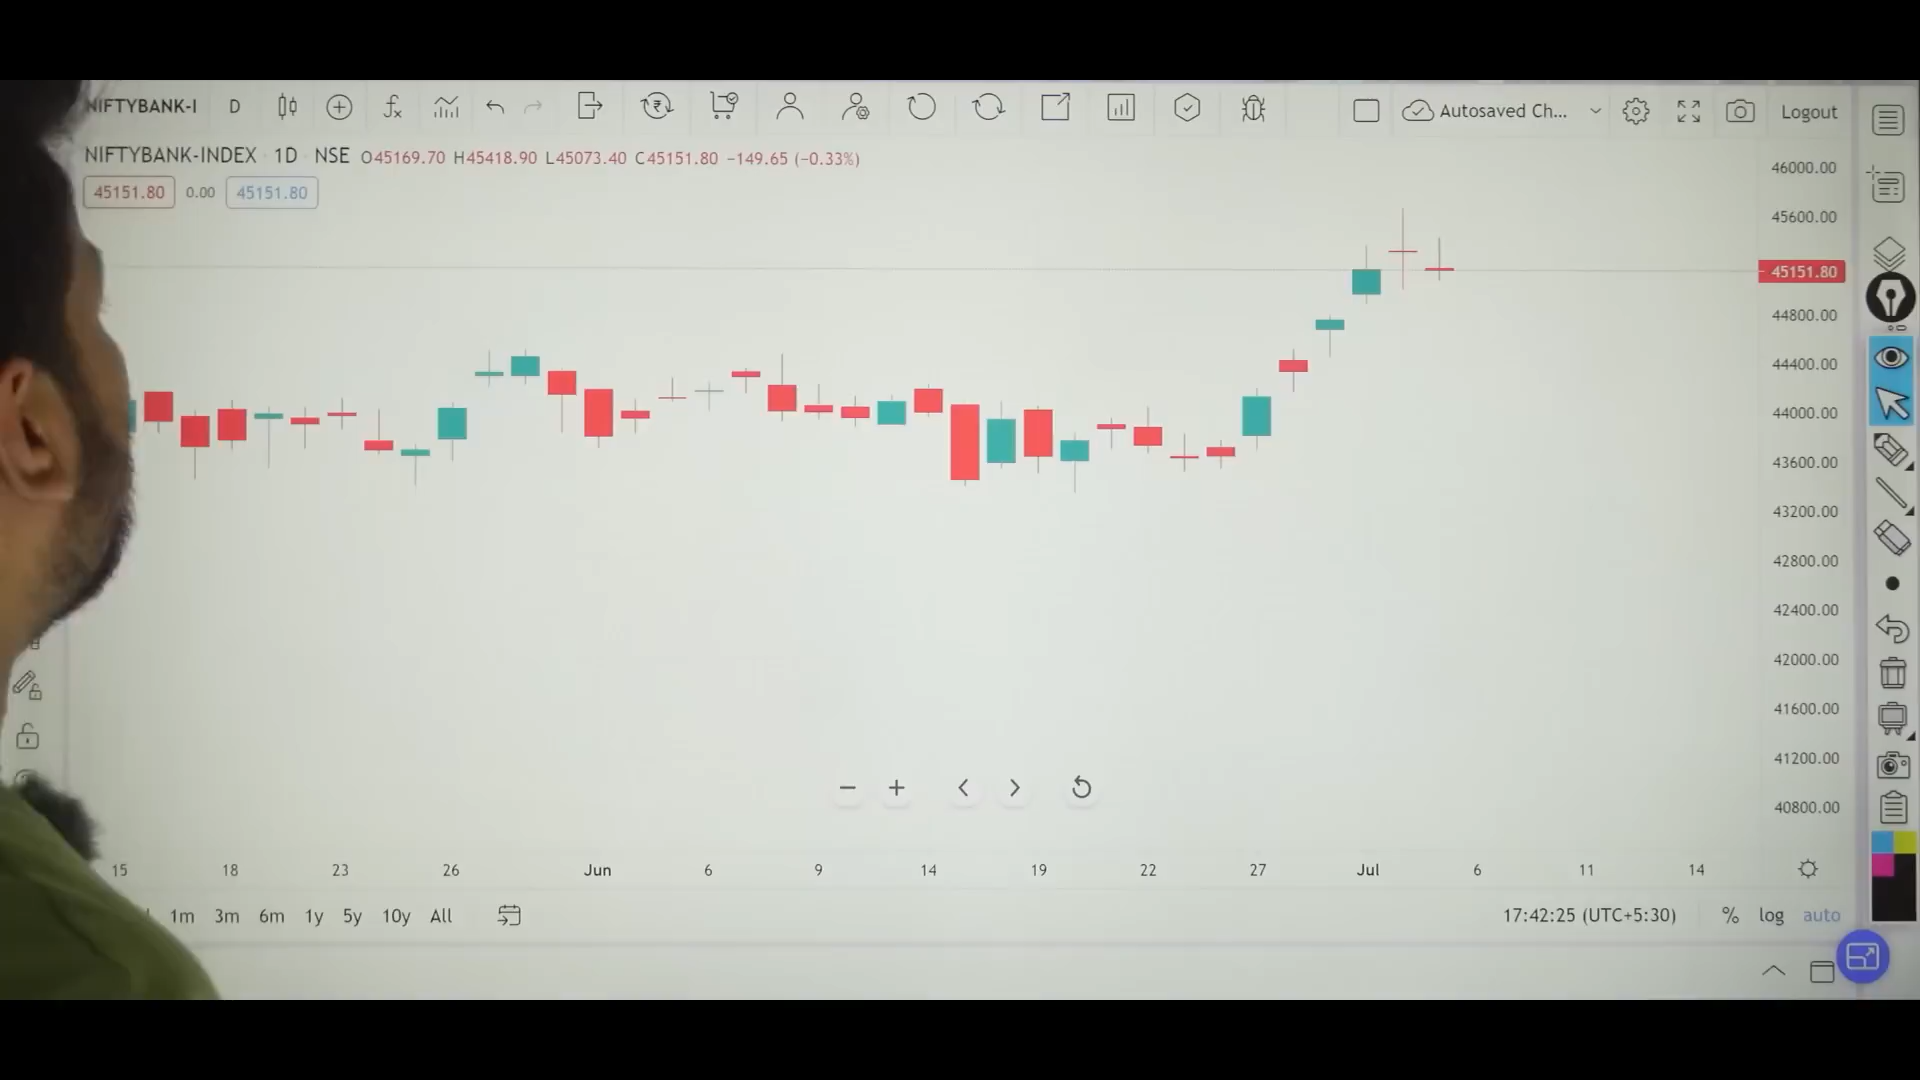 NIFTYBANK-I D Autosaved Ch... Logout
NIFTYBANK-INDEX 1D NSE O45169.70 H45418.90 L45073.40 C45151.80 −149.65 (−0.33%)
45151.80 0.00 45151.80
46000.00
45600.00
45151.80
44800.00
44400.00
44000.00
43600.00
43200.00
42800.00
42400.00
42000.00
41600.00
41200.00
40800.00
15 18 23 26 Jun 6 9 14 19 22 27 Jul 6 11 14
1m 3m 6m 1y 5y 10y All 17:42:25 (UTC+5:30) % log auto